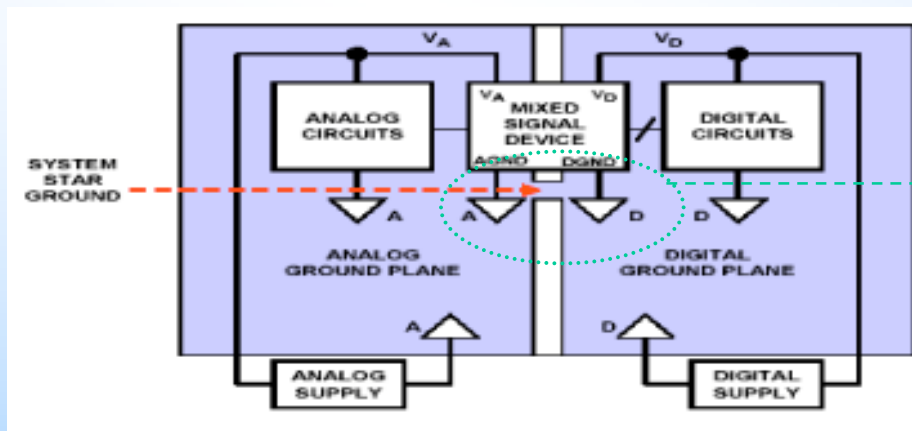 VA
VD
ANALOG
CIRCUITS
VA
VD
MIXED
SIGNAL
DEVICE
AGND
DGND
DIGITAL
CIRCUITS
SYSTEM
STAR
GROUND
A
A
D
D
ANALOG
GROUND PLANE
DIGITAL
GROUND PLANE
A
D
ANALOG
SUPPLY
DIGITAL
SUPPLY